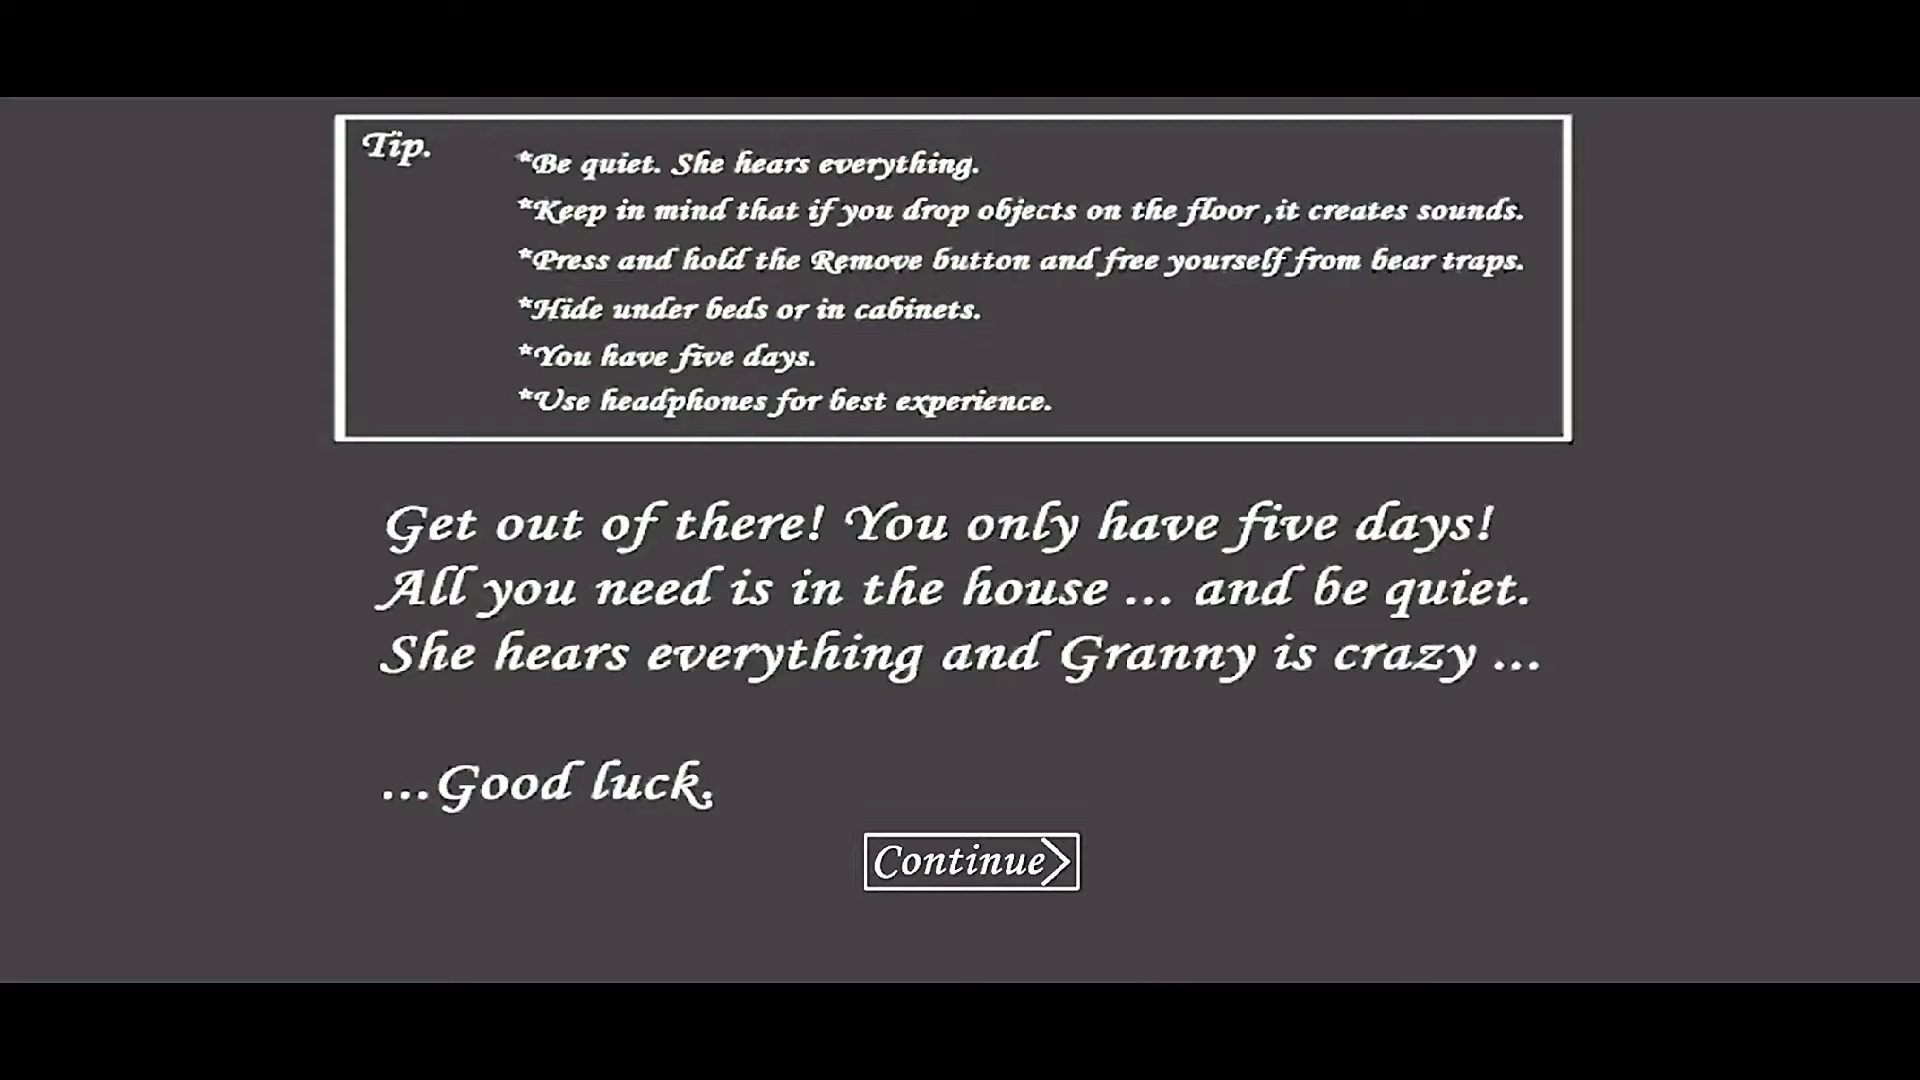 Tip.
*Be quiet. She hears everything.
*Keep in mind that if you drop objects on the floor ,it creates sounds.
*Press and hold the Remove button and free yourself from bear traps.
*Hide under beds or in cabinets.
*You have five days.
*Use headphones for best experience.
Get out of there! You only have five days!
All you need is in the house ... and be quiet.
She hears everything and Granny is crazy ...
...Good luck.
Continue>